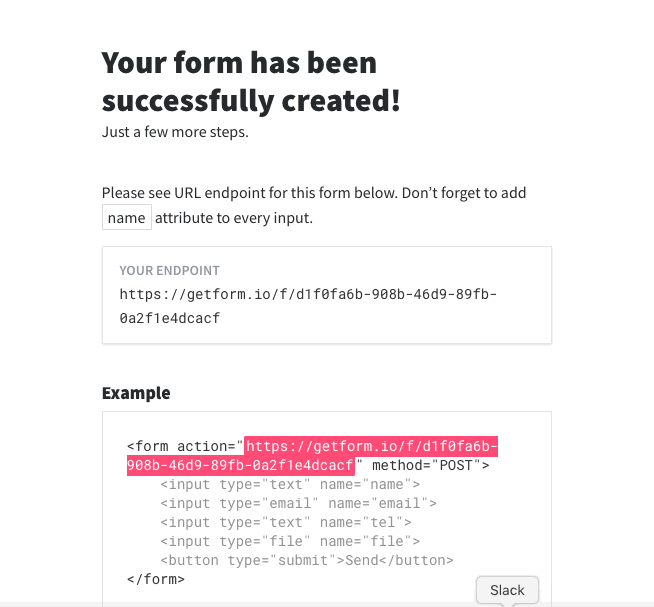 Your form has been
successfully created!
Just a few more steps.
Please see URL endpoint for this form below. Don’t forget to add
name attribute to every input.
YOUR ENDPOINT
https://getform.io/f/d1f0fa6b-908b-46d9-89fb-
0a2f1e4dcacf
Example
<form action="https://getform.io/f/d1f0fa6b-
908b-46d9-89fb-0a2f1e4dcacf" method="POST">
<input type="text" name="name">
<input type="email" name="email">
<input type="text" name="tel">
<input type="file" name="file">
<button type="submit">Send</button>
</form>
Slack